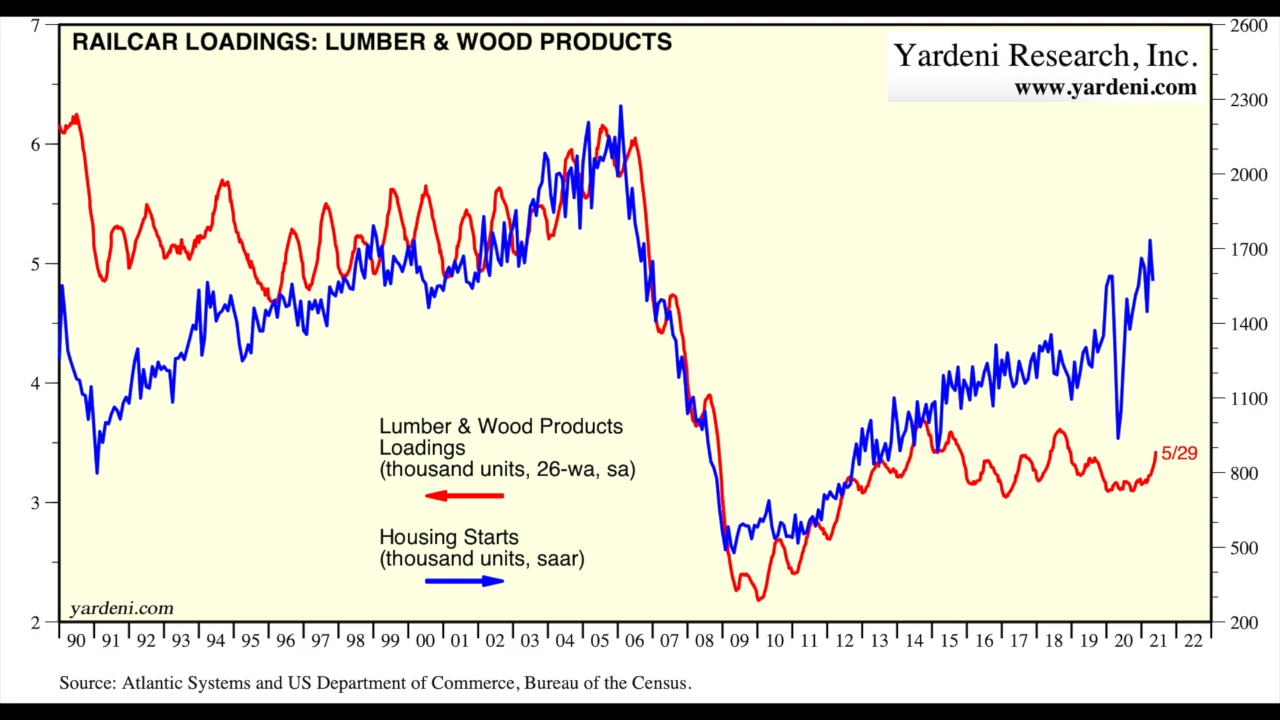 RAILCAR LOADINGS: LUMBER & WOOD PRODUCTS
Yardeni Research, Inc.
www.yardeni.com
7
6
5
4
3
2
2600
2300
2000
1700
1400
1100
800
500
200
Lumber & Wood Products
Loadings
(thousand units, 26-wa, sa)
Housing Starts
(thousand units, saar)
5/29
yardeni.com
90 91 92 93 94 95 96 97 98 99 00 01 02 03 04 05 06 07 08 09 10 11 12 13 14 15 16 17 18 19 20 21 22
Source: Atlantic Systems and US Department of Commerce, Bureau of the Census.